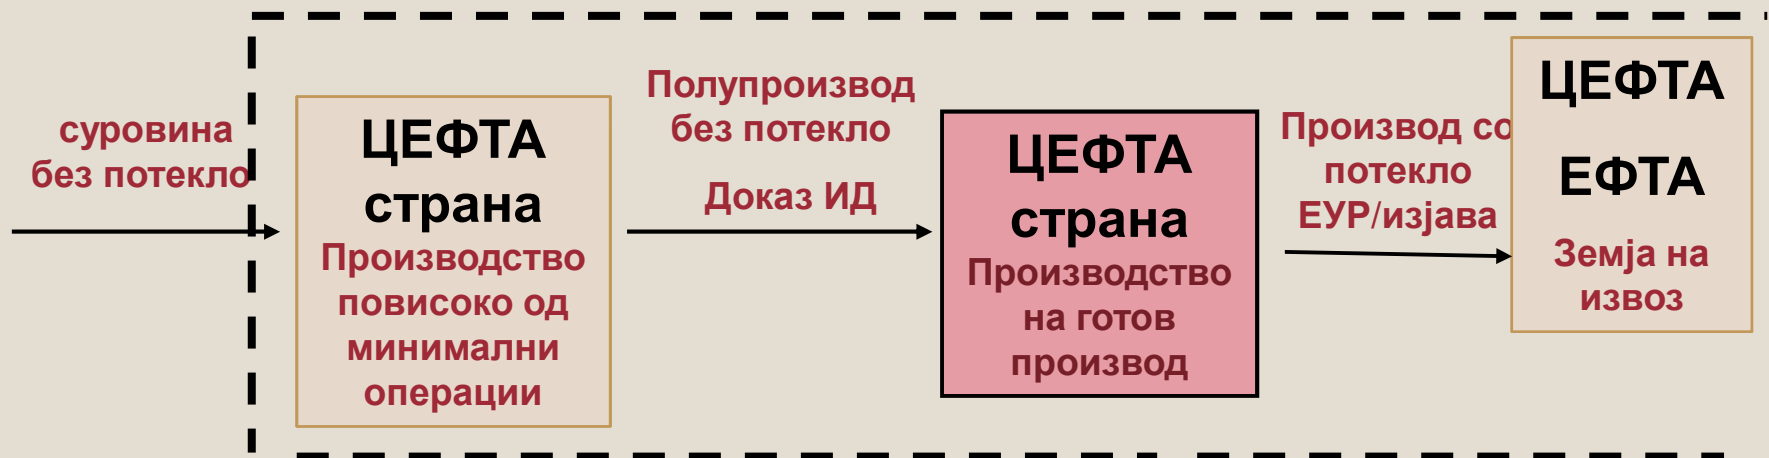 суровина
без потекло
ЦЕФТА
страна
Производство
повисоко од
минимални
операции
Полупроизвод
без потекло
Доказ ИД
ЦЕФТА
страна
Производство
на готов
производ
Производ со
потекло
ЕУР/изјава
ЦЕФТА
ЕФТА
Земја на
извоз